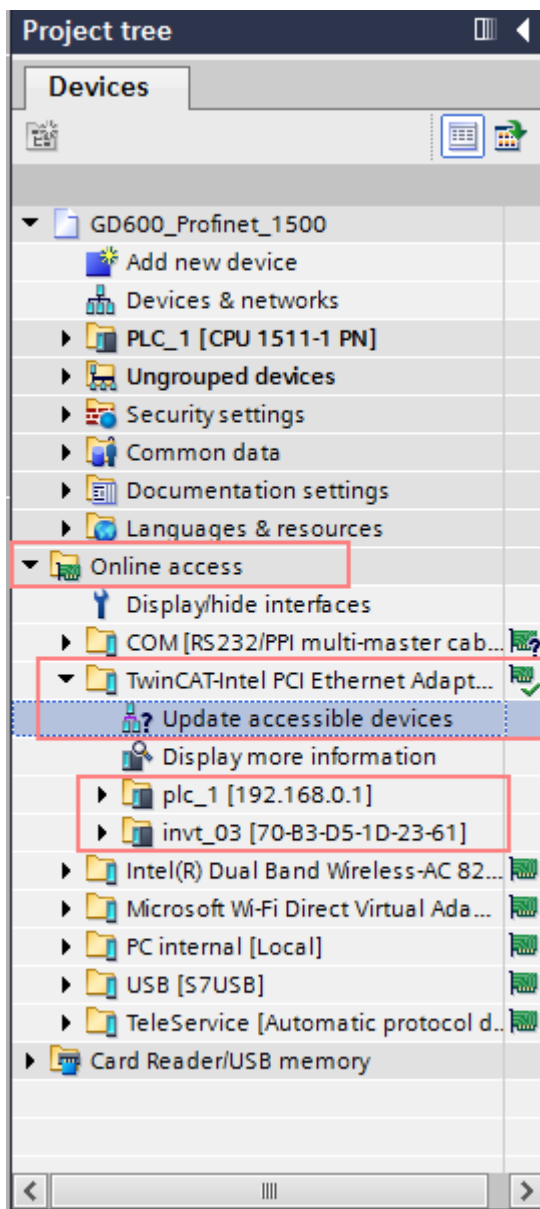 Project tree
Devices
GD600_Profinet_1500
Add new device
Devices & networks
PLC_1 [CPU 1511-1 PN]
Ungrouped devices
Security settings
Common data
Documentation settings
Languages & resources
Online access
Display/hide interfaces
COM [RS232/PPI multi-master cab...
TwinCAT-Intel PCI Ethernet Adapt...
Update accessible devices
Display more information
plc_1 [192.168.0.1]
invt_03 [70-B3-D5-1D-23-61]
Intel(R) Dual Band Wireless-AC 82...
Microsoft Wi-Fi Direct Virtual Ada...
PC internal [Local]
USB [S7USB]
TeleService [Automatic protocol d...
Card Reader/USB memory